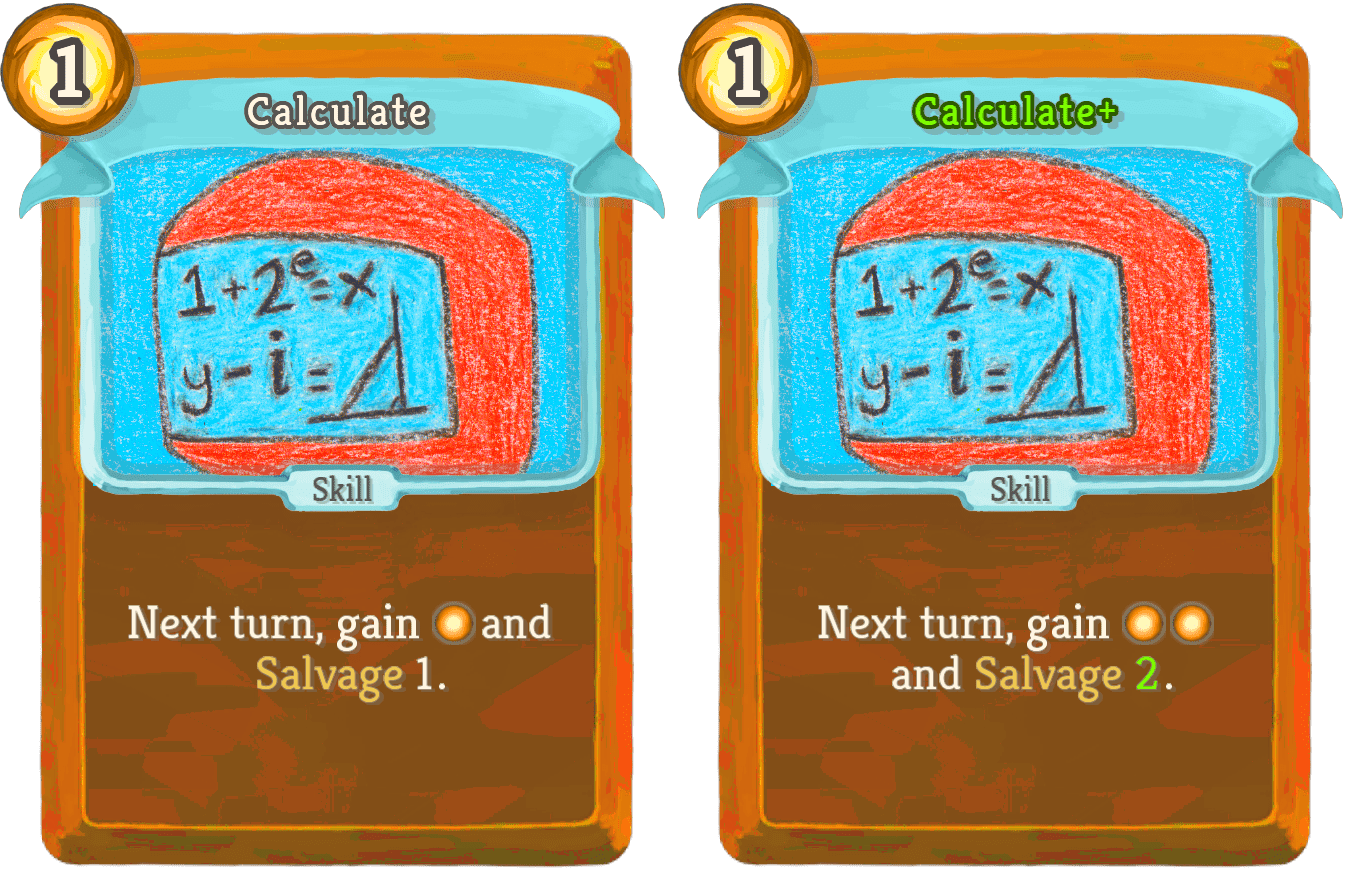 1
Calculate
1+2ᵉ=x
y-i=
Skill
Next turn, gain and
Salvage 1.
1
Calculate+
1+2ᵉ=x
y-i=
Skill
Next turn, gain
and Salvage 2.